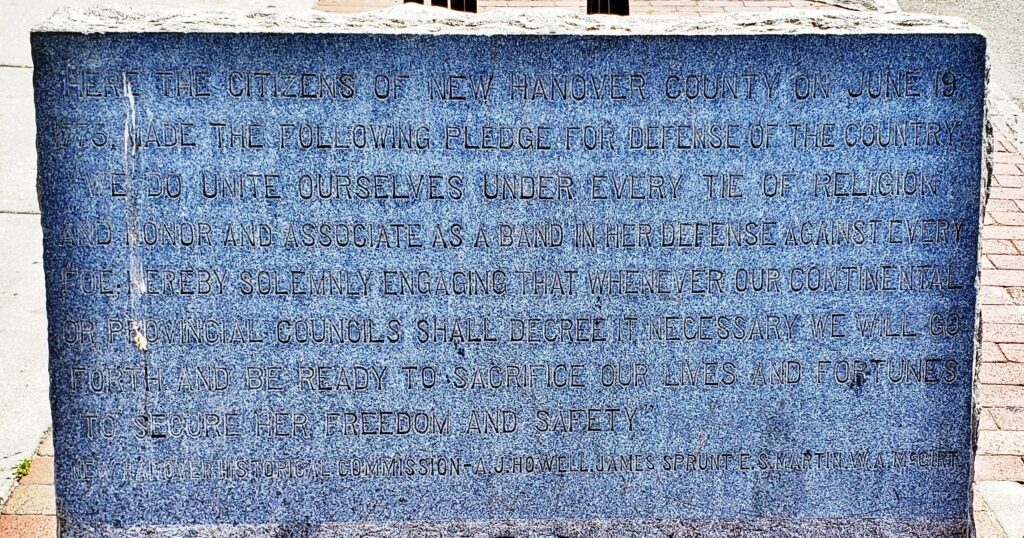 HERE THE CITIZENS OF NEW HANOVER COUNTY ON JUNE 19,
1775, MADE THE FOLLOWING PLEDGE FOR DEFENSE OF THE COUNTRY:
"WE DO UNITE OURSELVES UNDER EVERY TIE OF RELIGION
AND HONOR AND ASSOCIATE AS A BAND IN HER DEFENSE AGAINST EVERY
FOE: HEREBY SOLEMNLY ENGAGING THAT WHENEVER OUR CONTINENTAL
OR PROVINCIAL COUNCILS SHALL DECREE IT NECESSARY WE WILL GO
FORTH AND BE READY TO SACRIFICE OUR LIVES AND FORTUNES
TO SECURE HER FREEDOM AND SAFETY."
NEW HANOVER HISTORICAL COMMISSION-A.J.HOWELL, JAMES SPRUNT E.S.MARTIN.W.A.McGIRT.